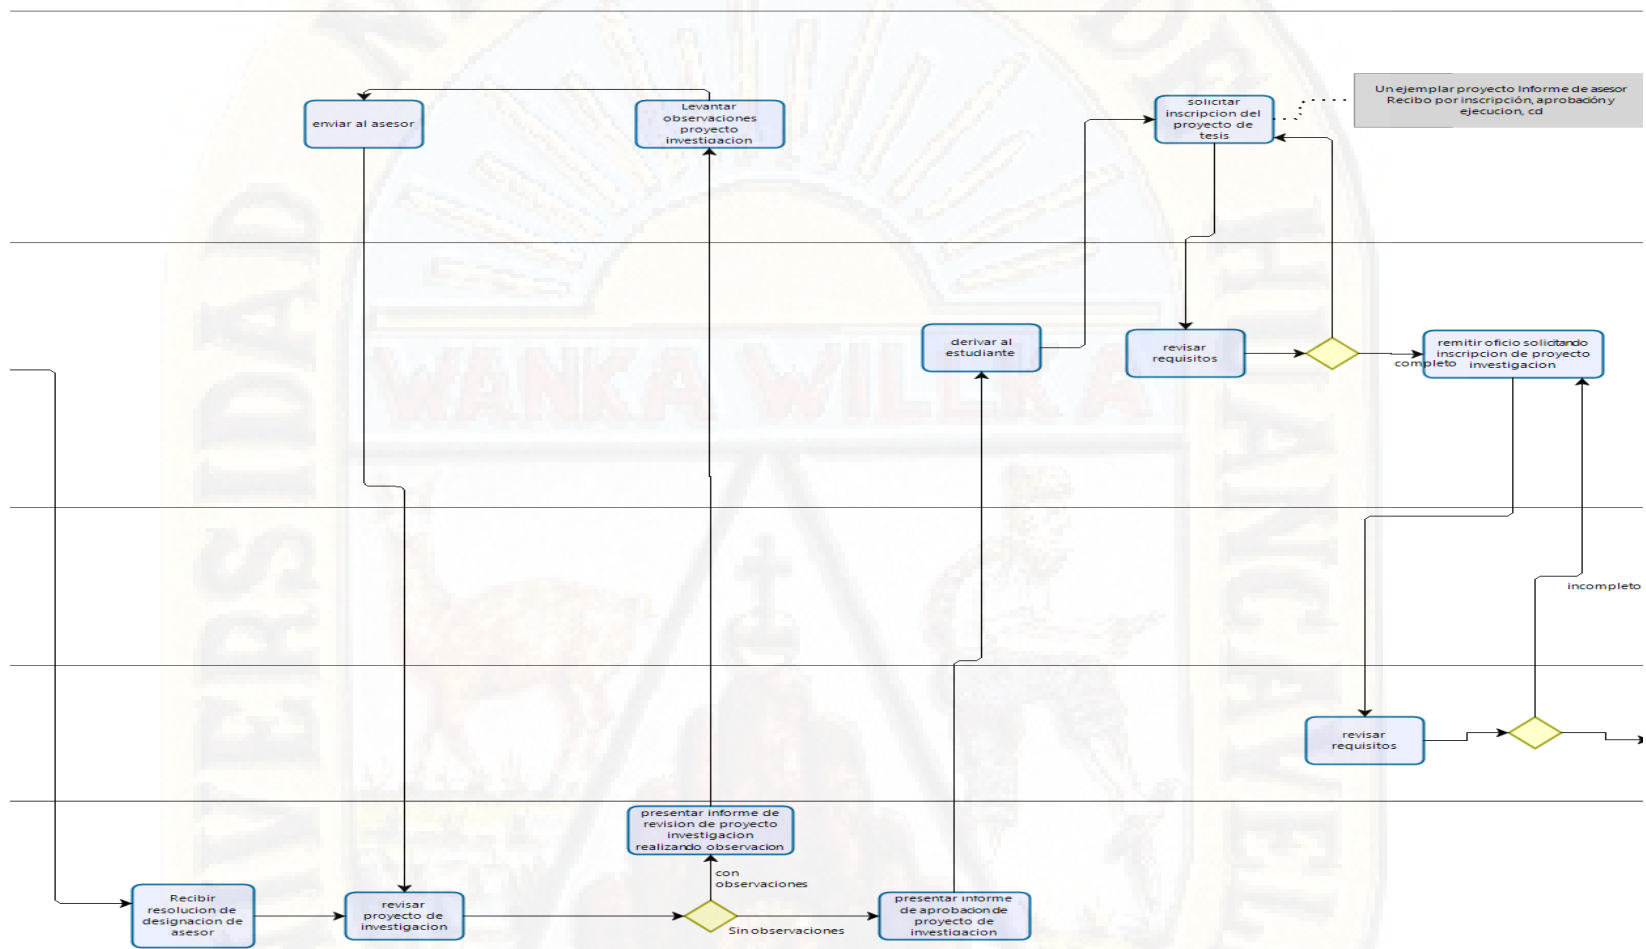 enviar al asesor
Levantar
observaciones
proyecto
investigacion
solicitar
inscripcion del
proyecto de
tesis
Un ejemplar proyecto Informe de asesor
Recibo por inscripción, aprobación y
ejecucion, cd
derivar al
estudiante
revisar
requisitos
completo
remitir oficio solicitando
inscripcion de proyecto
investigacion
incompleto
revisar
requisitos
presentar informe de
revision de proyecto
investigacion
realizando observacion
con
observaciones
Recibir
resolucion de
designacion de
asesor
revisar
proyecto de
investigacion
Sin observaciones
presentar informe
de aprobacion de
proyecto de
investigacion
WANKA WILLKA